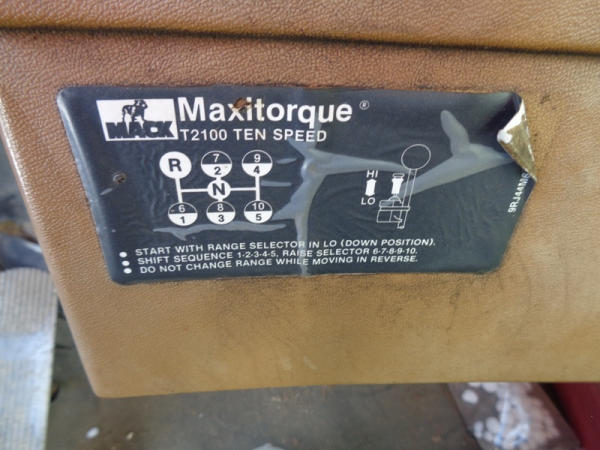 MACK
Maxitorque ®
T2100 TEN SPEED
R 7 9
2 4
N
6 8 10
1 3 5
HI
LO
• START WITH RANGE SELECTOR IN LO (DOWN POSITION).
• SHIFT SEQUENCE 1-2-3-4-5, RAISE SELECTOR 6-7-8-9-10.
• DO NOT CHANGE RANGE WHILE MOVING IN REVERSE.